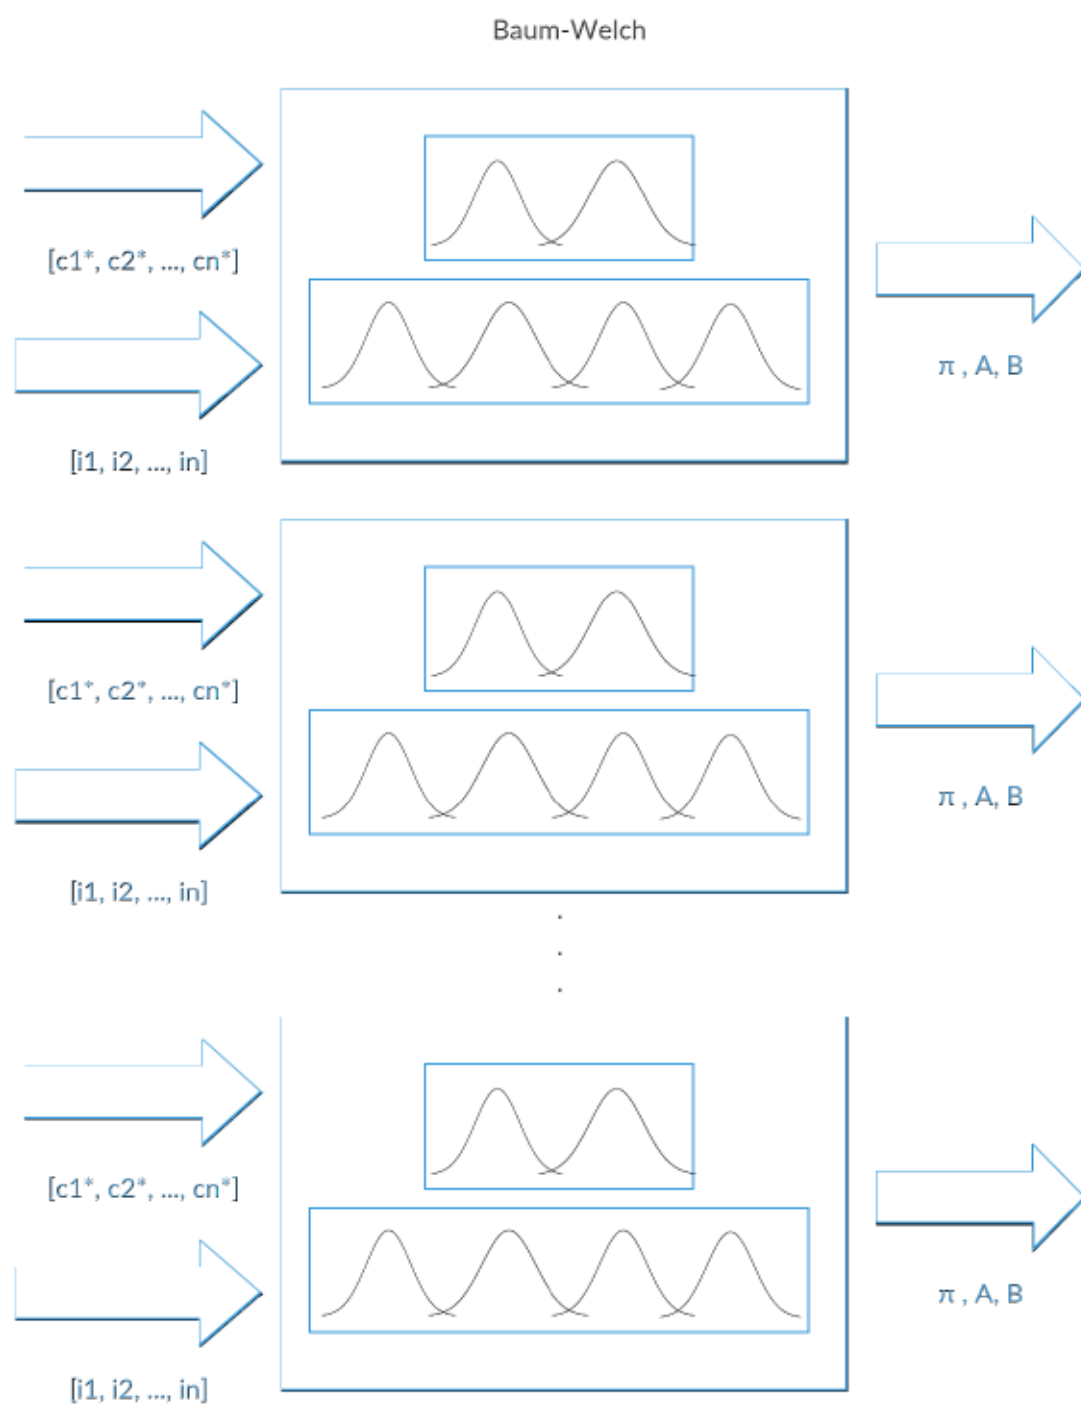 Baum-Welch
[c1*, c2*, ..., cn*]
π , A, B
[i1, i2, ..., in]
[c1*, c2*, ..., cn*]
π , A, B
[i1, i2, ..., in]
.
.
.
[c1*, c2*, ..., cn*]
π , A, B
[i1, i2, ..., in]